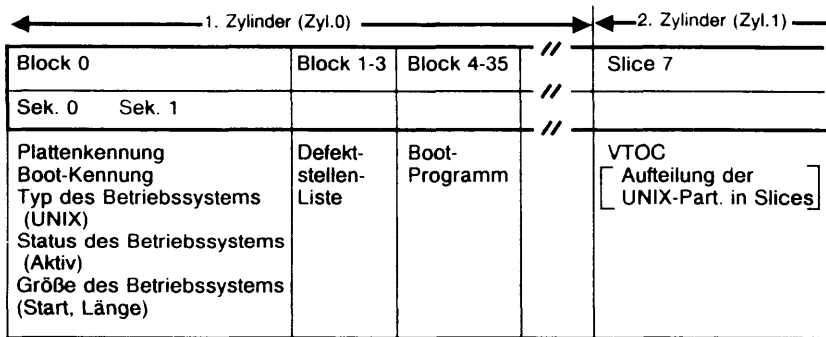 1. Zylinder (Zyl.0)
2. Zylinder (Zyl.1)
Block 0
Block 1-3
Block 4-35
Slice 7
Sek. 0 Sek. 1
Plattenkennung
Boot-Kennung
Typ des Betriebssystems
(UNIX)
Status des Betriebssystems
(Aktiv)
Größe des Betriebssystems
(Start, Länge)
Defekt-
stellen-
Liste
Boot-
Programm
VTOC
Aufteilung der
UNIX-Part. in Slices